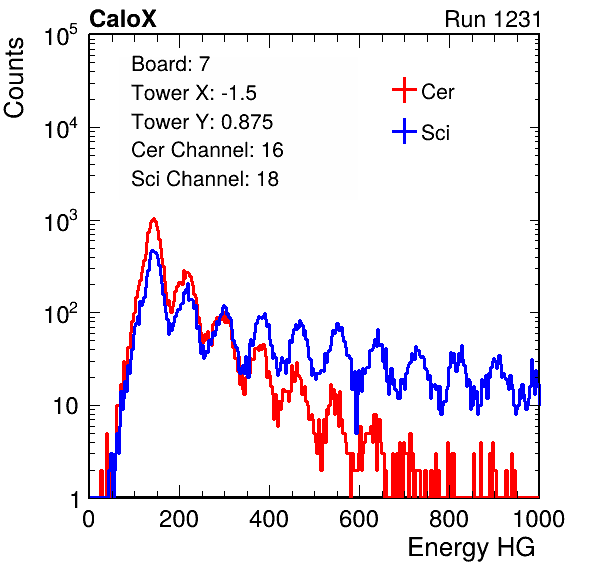 CaloX Run 1231
Counts
Board: 7
Tower X: -1.5
Tower Y: 0.875
Cer Channel: 16
Sci Channel: 18
Cer
Sci
10^5
10^4
10^3
10^2
10
1
0 200 400 600 800 1000
Energy HG